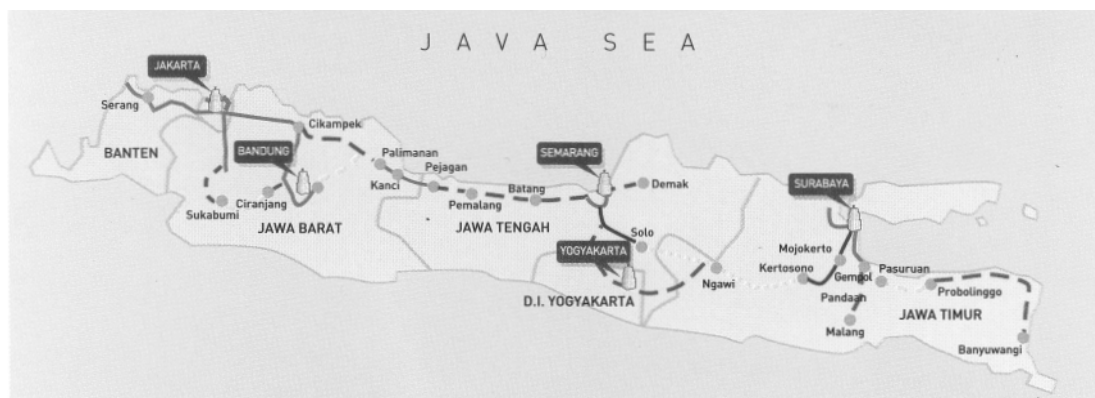 JAVA SEA
JAKARTA
Serang
Cikampek
BANTEN
BANDUNG
Palimanan
Pejagan
SEMARANG
Demak
SURABAYA
Kanci
Batang
Sukabumi
Ciranjang
Pemalang
JAWA BARAT
JAWA TENGAH
Solo
YOGYAKARTA
Mojokerto
Kertosono
Gempol
Pasuruan
Ngawi
Probolinggo
D.I. YOGYAKARTA
Pandaan
JAWA TIMUR
Malang
Banyuwangi